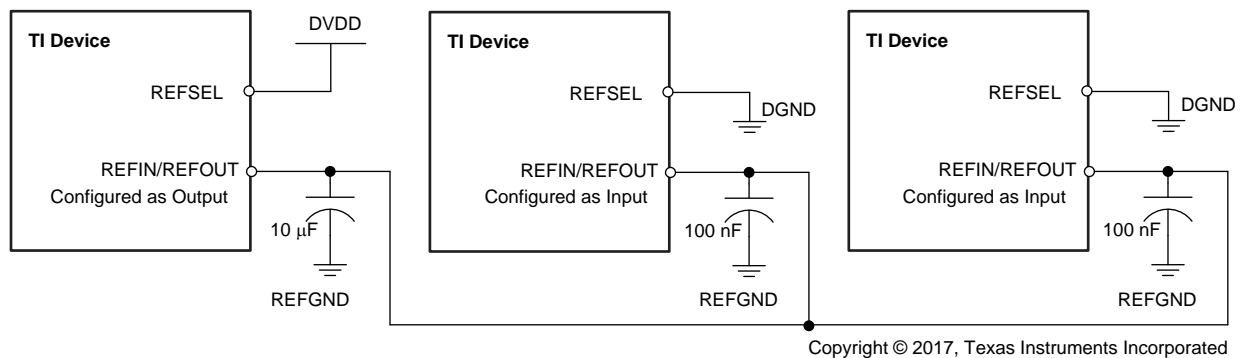 TI Device
DVDD
REFSEL
REFIN/REFOUT
Configured as Output
10 μF
REFGND
TI Device
REFSEL
DGND
REFIN/REFOUT
Configured as Input
100 nF
REFGND
TI Device
REFSEL
DGND
REFIN/REFOUT
Configured as Input
100 nF
REFGND
Copyright © 2017, Texas Instruments Incorporated